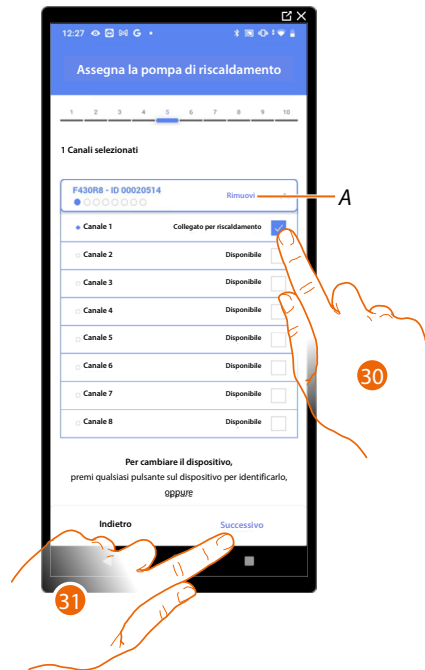 12:27
Assegna la pompa di riscaldamento
1 2 3 4 5 6 7 8 9 10
1 Canali selezionati
F430R8 - ID 00020514
Rimuovi
A
Canale 1 Collegato per riscaldamento
Canale 2 Disponibile
Canale 3 Disponibile
Canale 4 Disponibile
Canale 5 Disponibile
Canale 6 Disponibile
Canale 7 Disponibile
Canale 8 Disponibile
30
Per cambiare il dispositivo,
premi qualsiasi pulsante sul dispositivo per identificarlo,
oppure
Indietro Successivo
31